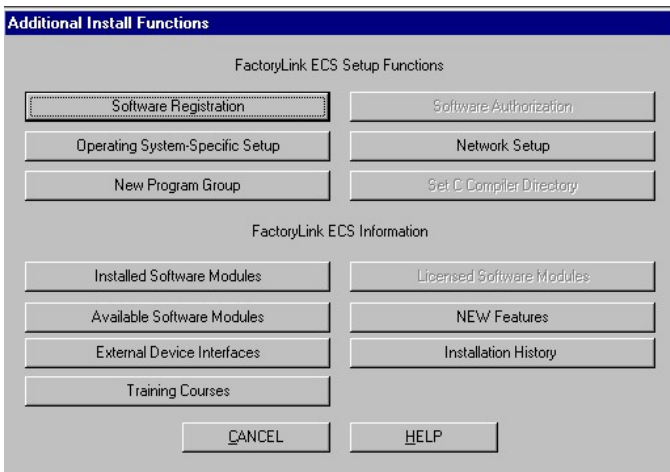 Additional Install Functions
FactoryLink ECS Setup Functions
Software Registration
Software Authorization
Operating System-Specific Setup
Network Setup
New Program Group
Set C Compiler Directory
FactoryLink ECS Information
Installed Software Modules
Licensed Software Modules
Available Software Modules
NEW Features
External Device Interfaces
Installation History
Training Courses
CANCEL
HELP